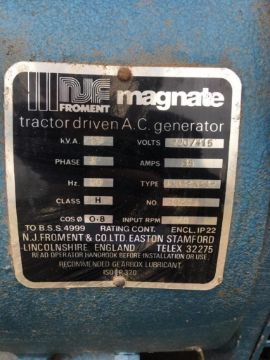 NJF
FROMENT
magnate
tractor driven A.C. generator
kV.A. VOLTS
PHASE AMPS
Hz TYPE
CLASS H
COS Ø 0·8 INPUT RPM
TO B.S.S. 4999 RATING CONT. ENCL. IP22
N.J. FROMENT & CO. LTD. EASTON STAMFORD
LINCOLNSHIRE ENGLAND TELEX 32275
READ OPERATOR HANDBOOK BEFORE INSTALLATION OR USE.
RECOMMENDED GEARBOX LUBRICANT